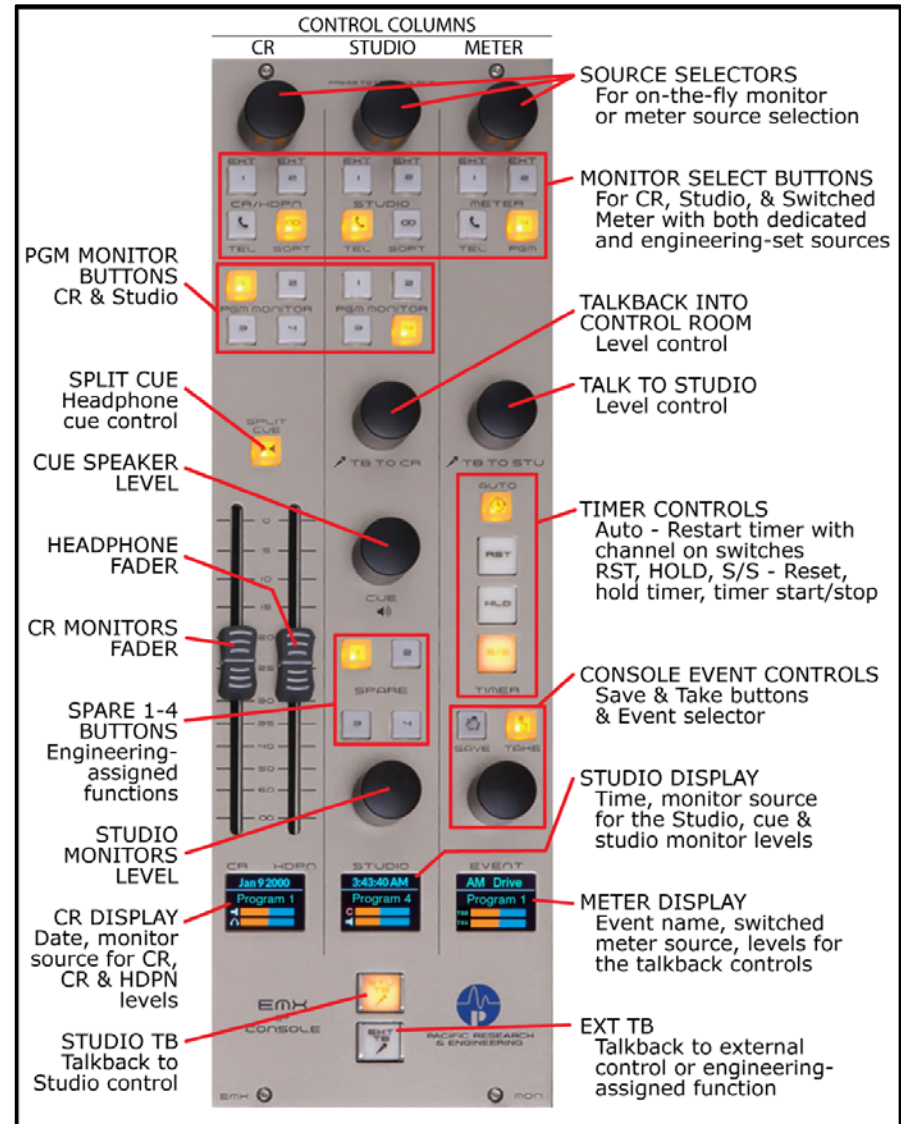 CONTROL COLUMNS
CR STUDIO METER
SOURCE SELECTORS
For on-the-fly monitor
or meter source selection
EXT EXT EXT EXT EXT EXT
1 2 1 2 1 2
CR/HDPN STUDIO METER
TEL SOFT TEL SOFT TEL PGM
MONITOR SELECT BUTTONS
For CR, Studio, & Switched
Meter with both dedicated
and engineering-set sources
PGM MONITOR
BUTTONS
CR & Studio
1 2 1 2
PGM MONITOR PGM MONITOR
3 4 3 4
TALKBACK INTO
CONTROL ROOM
Level control
SPLIT CUE
Headphone
cue control
SPLIT
CUE
TALK TO STUDIO
Level control
TB TO CR TB TO STU
CUE SPEAKER
LEVEL
AUTO
RST
HLD
S/S
TIMER
TIMER CONTROLS
Auto - Restart timer with
channel on switches
RST, HOLD, S/S - Reset,
hold timer, timer start/stop
HEADPHONE
FADER
CUE
CR MONITORS
FADER
0
5
10
15
20
25
30
35
40
50
60
∞
1 2
SPARE
3 4
SPARE 1-4
BUTTONS
Engineering-
assigned
functions
CONSOLE EVENT CONTROLS
Save & Take buttons
& Event selector
SAVE TAKE
STUDIO
MONITORS
LEVEL
STUDIO DISPLAY
Time, monitor source
for the Studio, cue &
studio monitor levels
CR HDPN STUDIO EVENT
Jan 9 2000 3:43:40 AM AM Drive
Program 1 Program 4 Program 1
C
CR DISPLAY
Date, monitor
source for CR,
CR & HDPN
levels
METER DISPLAY
Event name, switched
meter source, levels for
the talkback controls
EMX
CONSOLE
EXT
TB
PACIFIC RESEARCH
& ENGINEERING
STUDIO TB
Talkback to
Studio control
EXT TB
Talkback to external
control or engineering-
assigned function
EMX MON